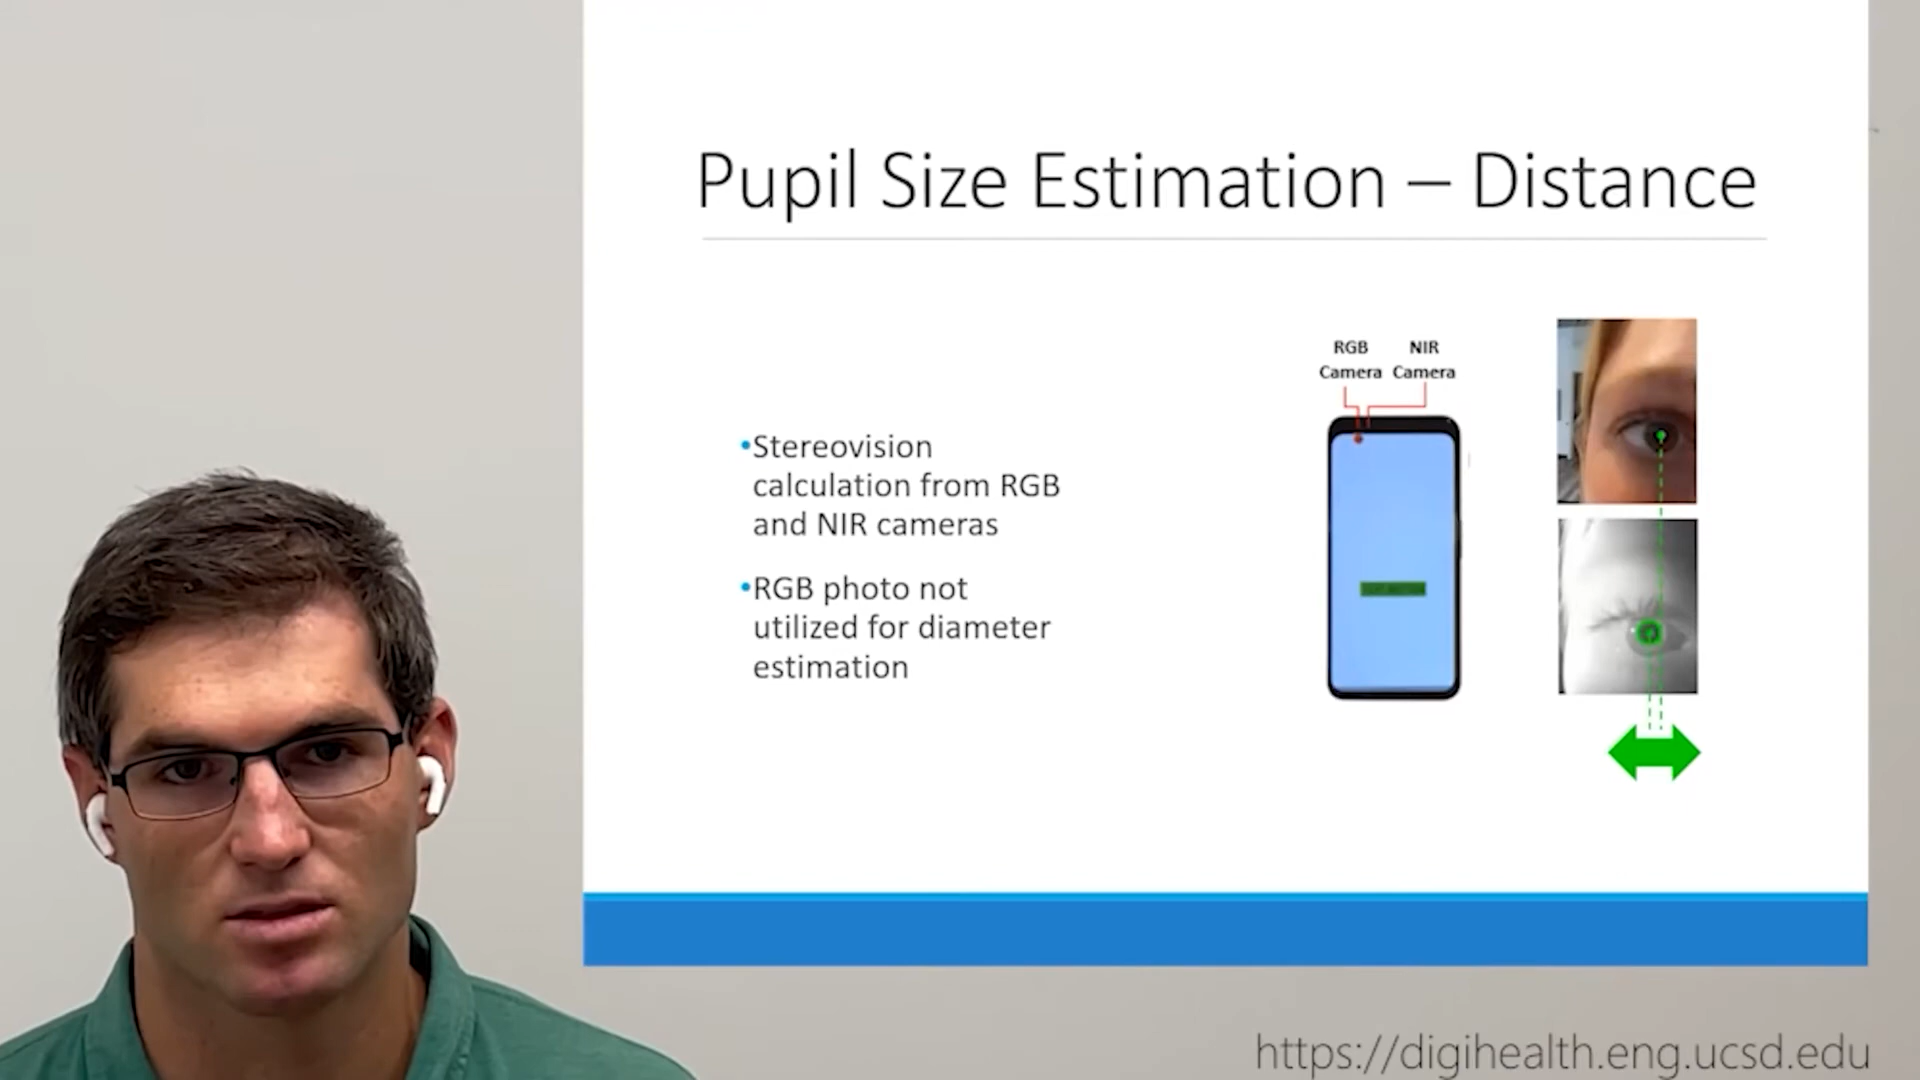 Pupil Size Estimation – Distance
•Stereovision
calculation from RGB
and NIR cameras
•RGB photo not
utilized for diameter
estimation
RGB
Camera
NIR
Camera
https://digihealth.eng.ucsd.edu